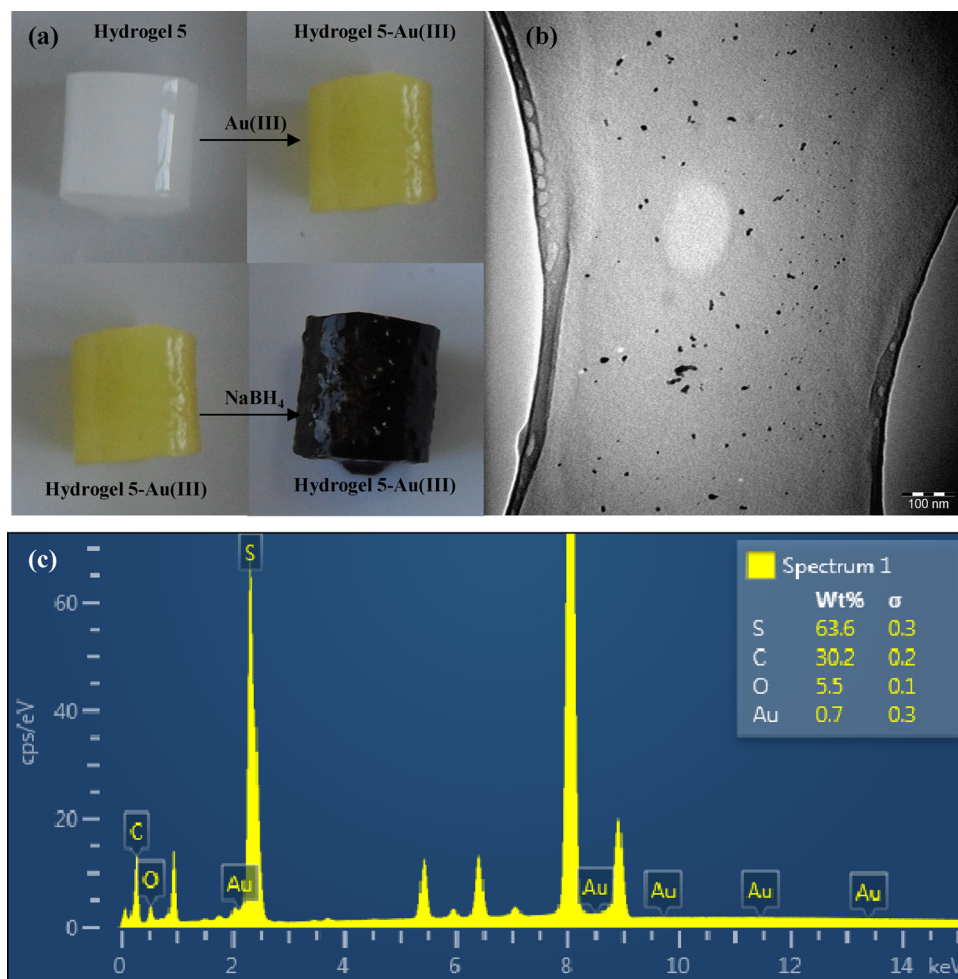 (a)
Hydrogel 5
Hydrogel 5-Au(III)
Au(III)
NaBH₄
Hydrogel 5-Au(III)
Hydrogel 5-Au(III)
(b)
100 nm
(c)
S
C
O
Au
Au
Au
Au
Au
cps/eV
60
40
20
0
0 2 4 6 8 10 12 14 keV
Spectrum 1
Wt% σ
S 63.6 0.3
C 30.2 0.2
O 5.5 0.1
Au 0.7 0.3